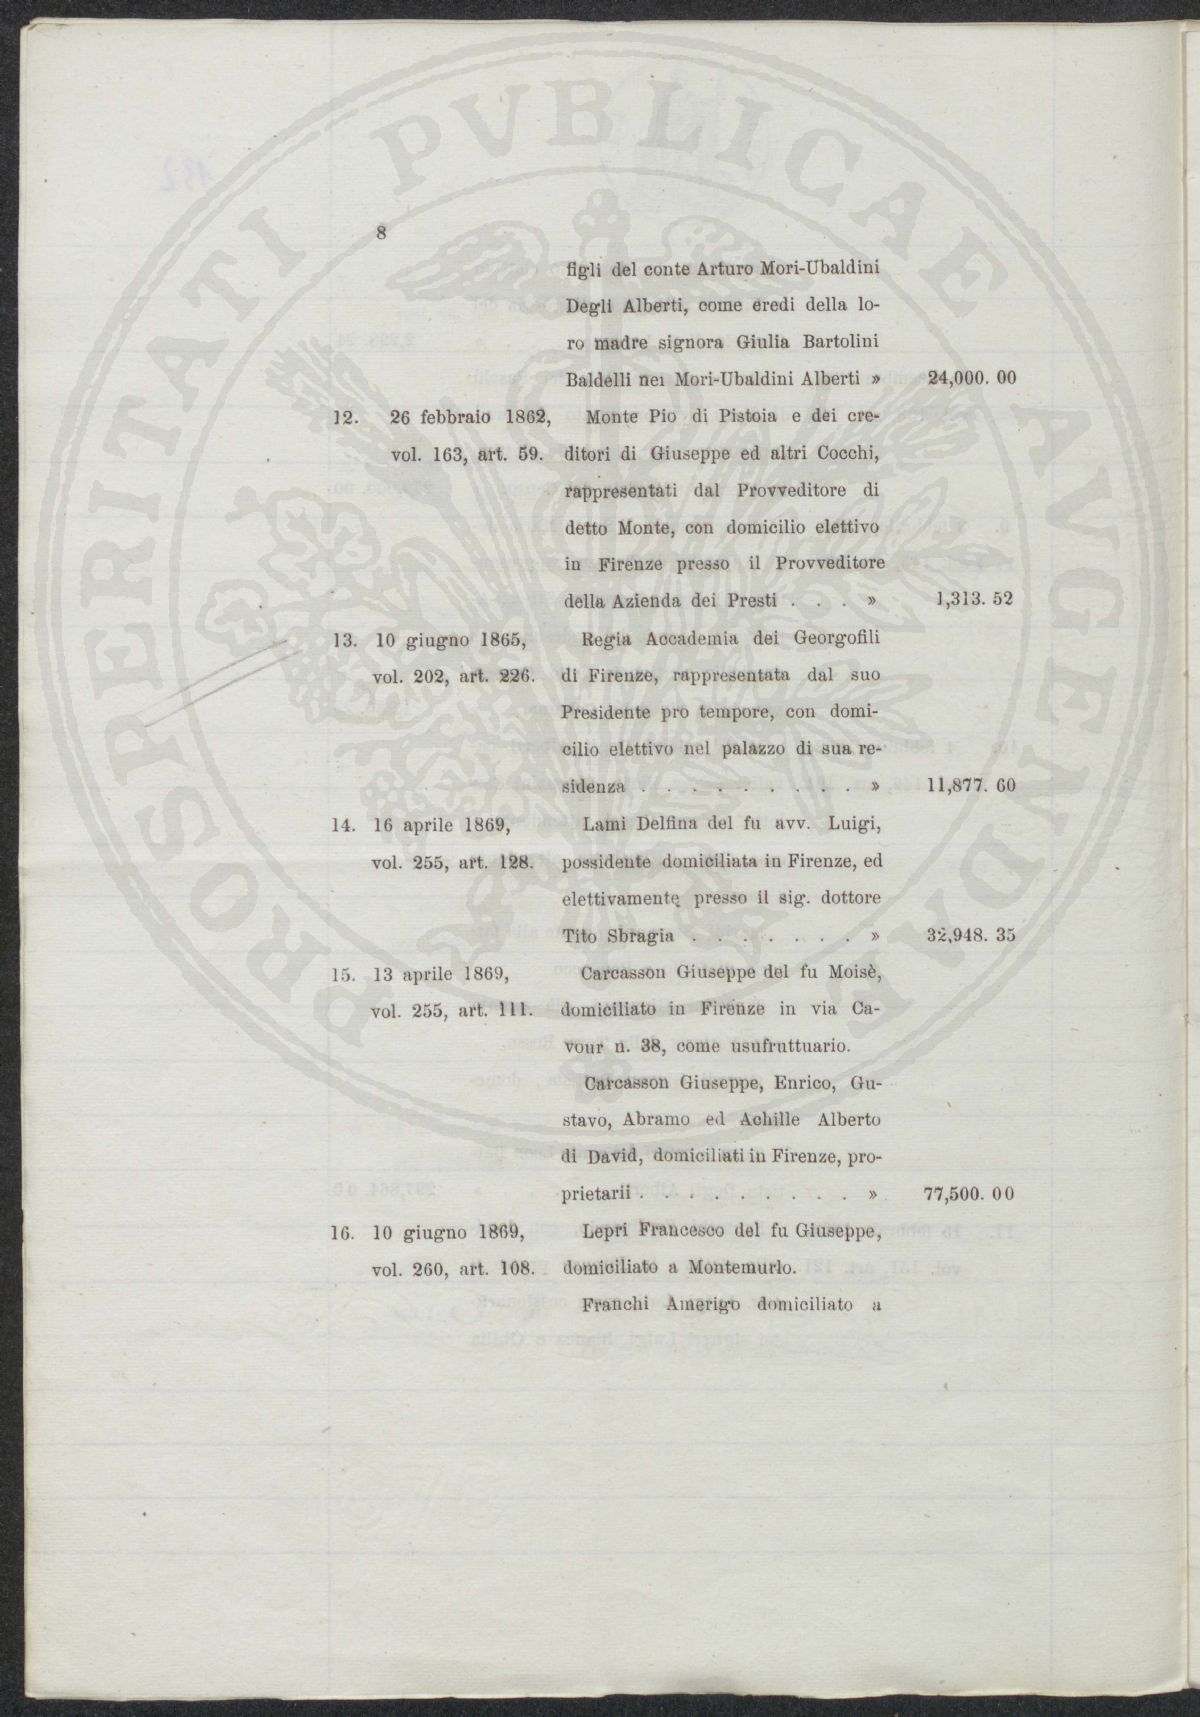 8
figli del conte Arturo Mori-Ubaldini
Degli Alberti, come eredi della lo-
ro madre signora Giulia Bartolini
Baldelli nei Mori-Ubaldini Alberti » 24,000. 00
12. 26 febbraio 1862, Monte Pio di Pistoia e dei cre-
vol. 163, art. 59. ditori di Giuseppe ed altri Cocchi,
rappresentati dal Provveditore di
detto Monte, con domicilio elettivo
in Firenze presso il Provveditore
della Azienda dei Presti . . . » 1,313. 52
13. 10 giugno 1865, Regia Accademia dei Georgofili
vol. 202, art. 226. di Firenze, rappresentata dal suo
Presidente pro tempore, con domi-
cilio elettivo nel palazzo di sua re-
sidenza . . . . . . . . . » 11,877. 60
14. 16 aprile 1869, Lami Delfina del fu avv. Luigi,
vol. 255, art. 128. possidente domiciliata in Firenze, ed
elettivamente presso il sig. dottore
Tito Sbragia . . . . . . . » 32,948. 35
15. 13 aprile 1869, Carcasson Giuseppe del fu Moisè,
vol. 255, art. 111. domiciliato in Firenze in via Ca-
vour n. 38, come usufruttuario.
Carcasson Giuseppe, Enrico, Gu-
stavo, Abramo ed Achille Alberto
di David, domiciliati in Firenze, pro-
prietarii . . . . . . . . . » 77,500. 00
16. 10 giugno 1869, Lepri Francesco del fu Giuseppe,
vol. 260, art. 108. domiciliato a Montemurlo.
Franchi Amerigo domiciliato a
PROSPERITATI PVBLICAE AVGENDAE